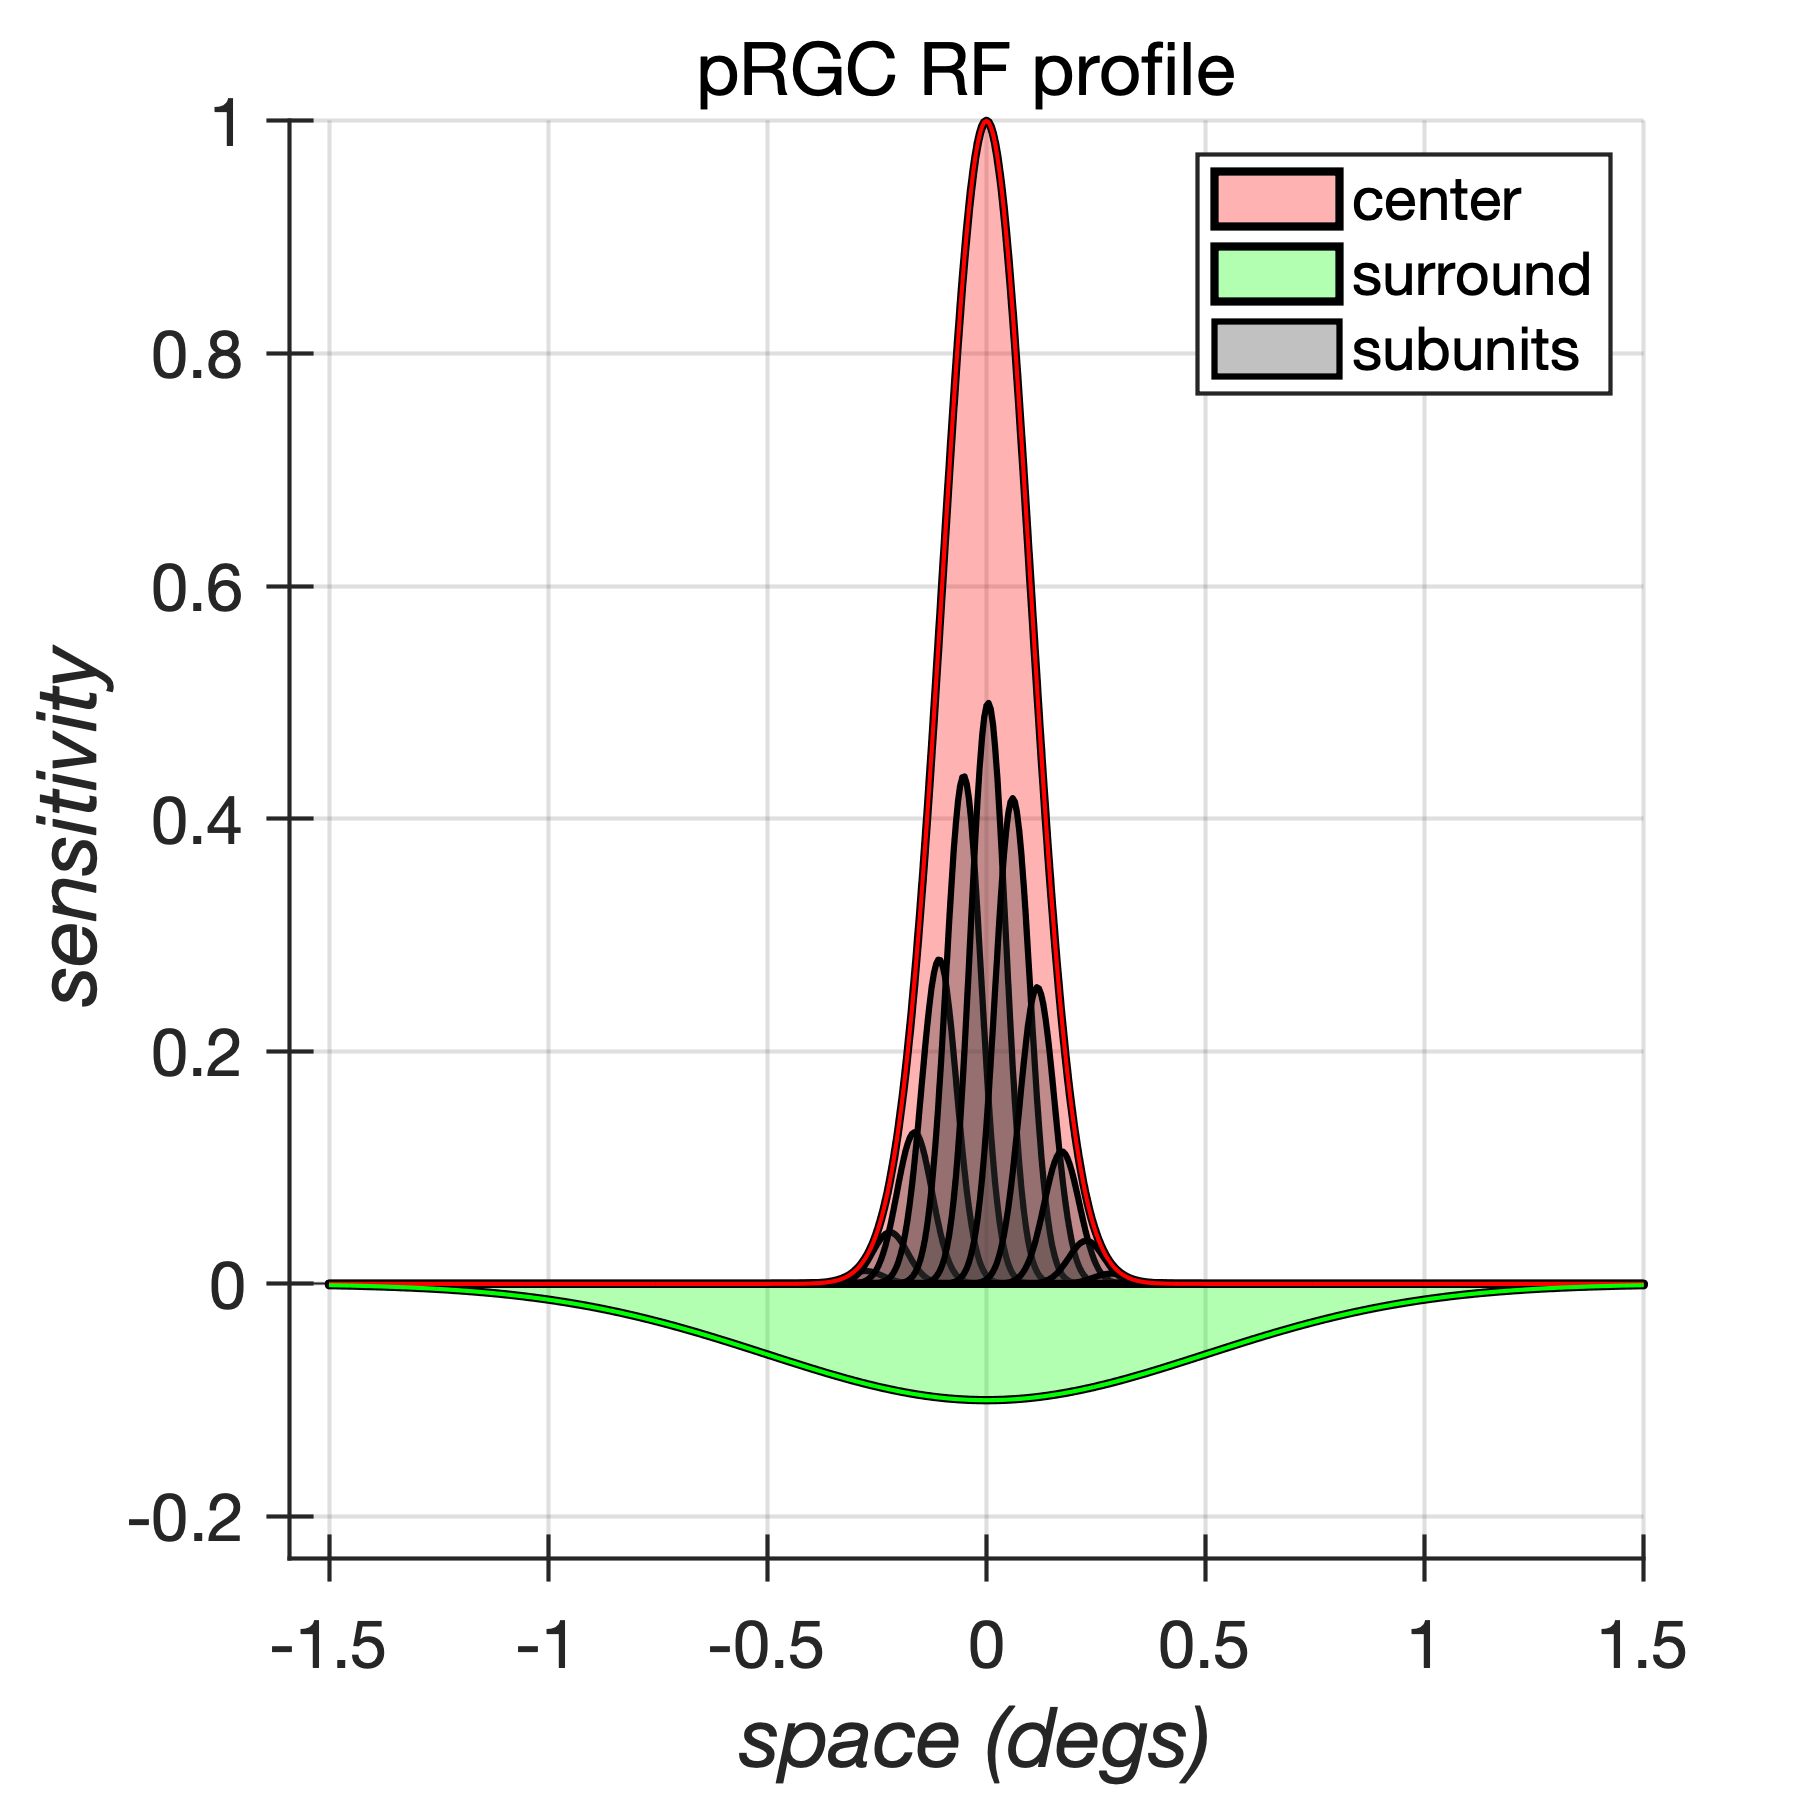 pRGC RF profile
1
0.8
0.6
0.4
0.2
0
-0.2
sensitivity
center
surround
subunits
-1.5 -1 -0.5 0 0.5 1 1.5
space (degs)